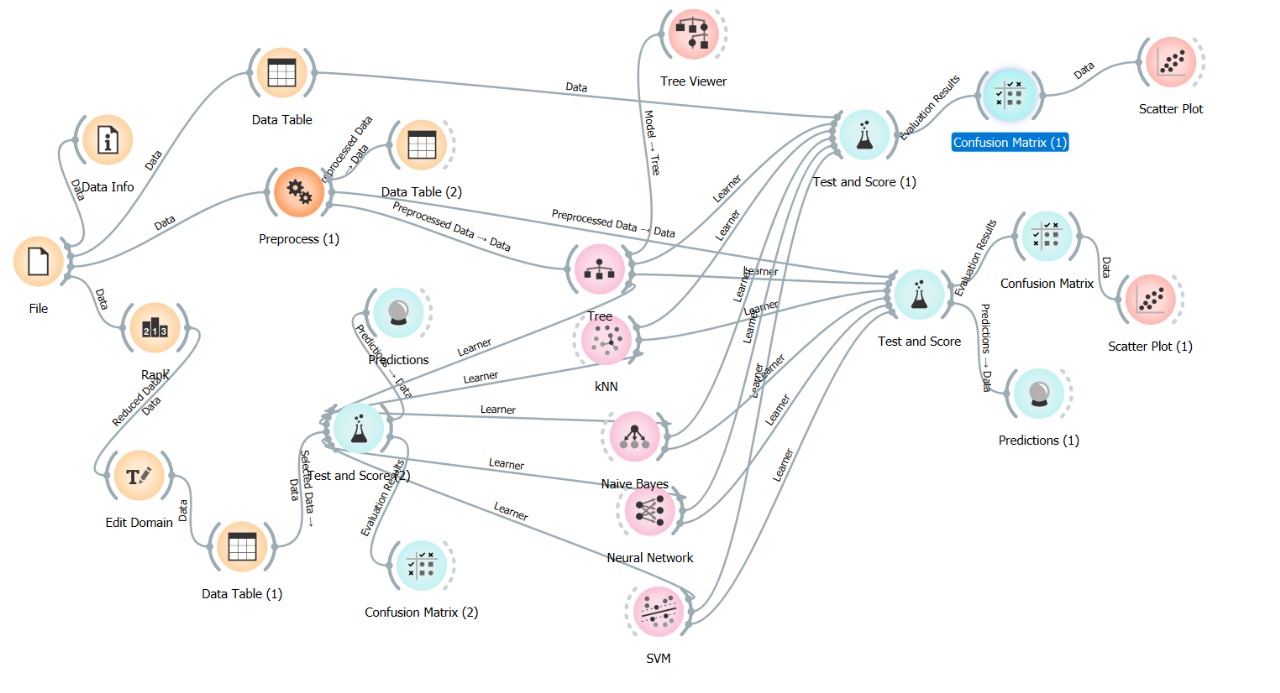 Tree Viewer
Scatter Plot
Data
Data
Evaluation Results
Data Table
Confusion Matrix (1)
Data Info
Data
Data
Model → Tree
reprocessed Data
→ Data
Data Table (2)
Test and Score (1)
Learner
Learner
Data
Preprocess (1)
Preprocessed Data → Data
Preprocessed Data → Data
Evaluation Results
Confusion Matrix
Data
File
Data
Learner
Learner
Tree
Learner
Learner
Test and Score
Predictions → Data
Scatter Plot (1)
Rank
Predictions
Predictions → Data
Learner
Learner
kNN
Learner
Learner
Learner
Learner
Reduced Data →
Data
Learner
Predictions (1)
Test and Score (2)
Selected Data →
Data
Evaluation Results
Learner
Naive Bayes
Learner
Edit Domain
Data
Learner
Neural Network
Data Table (1)
Confusion Matrix (2)
SVM